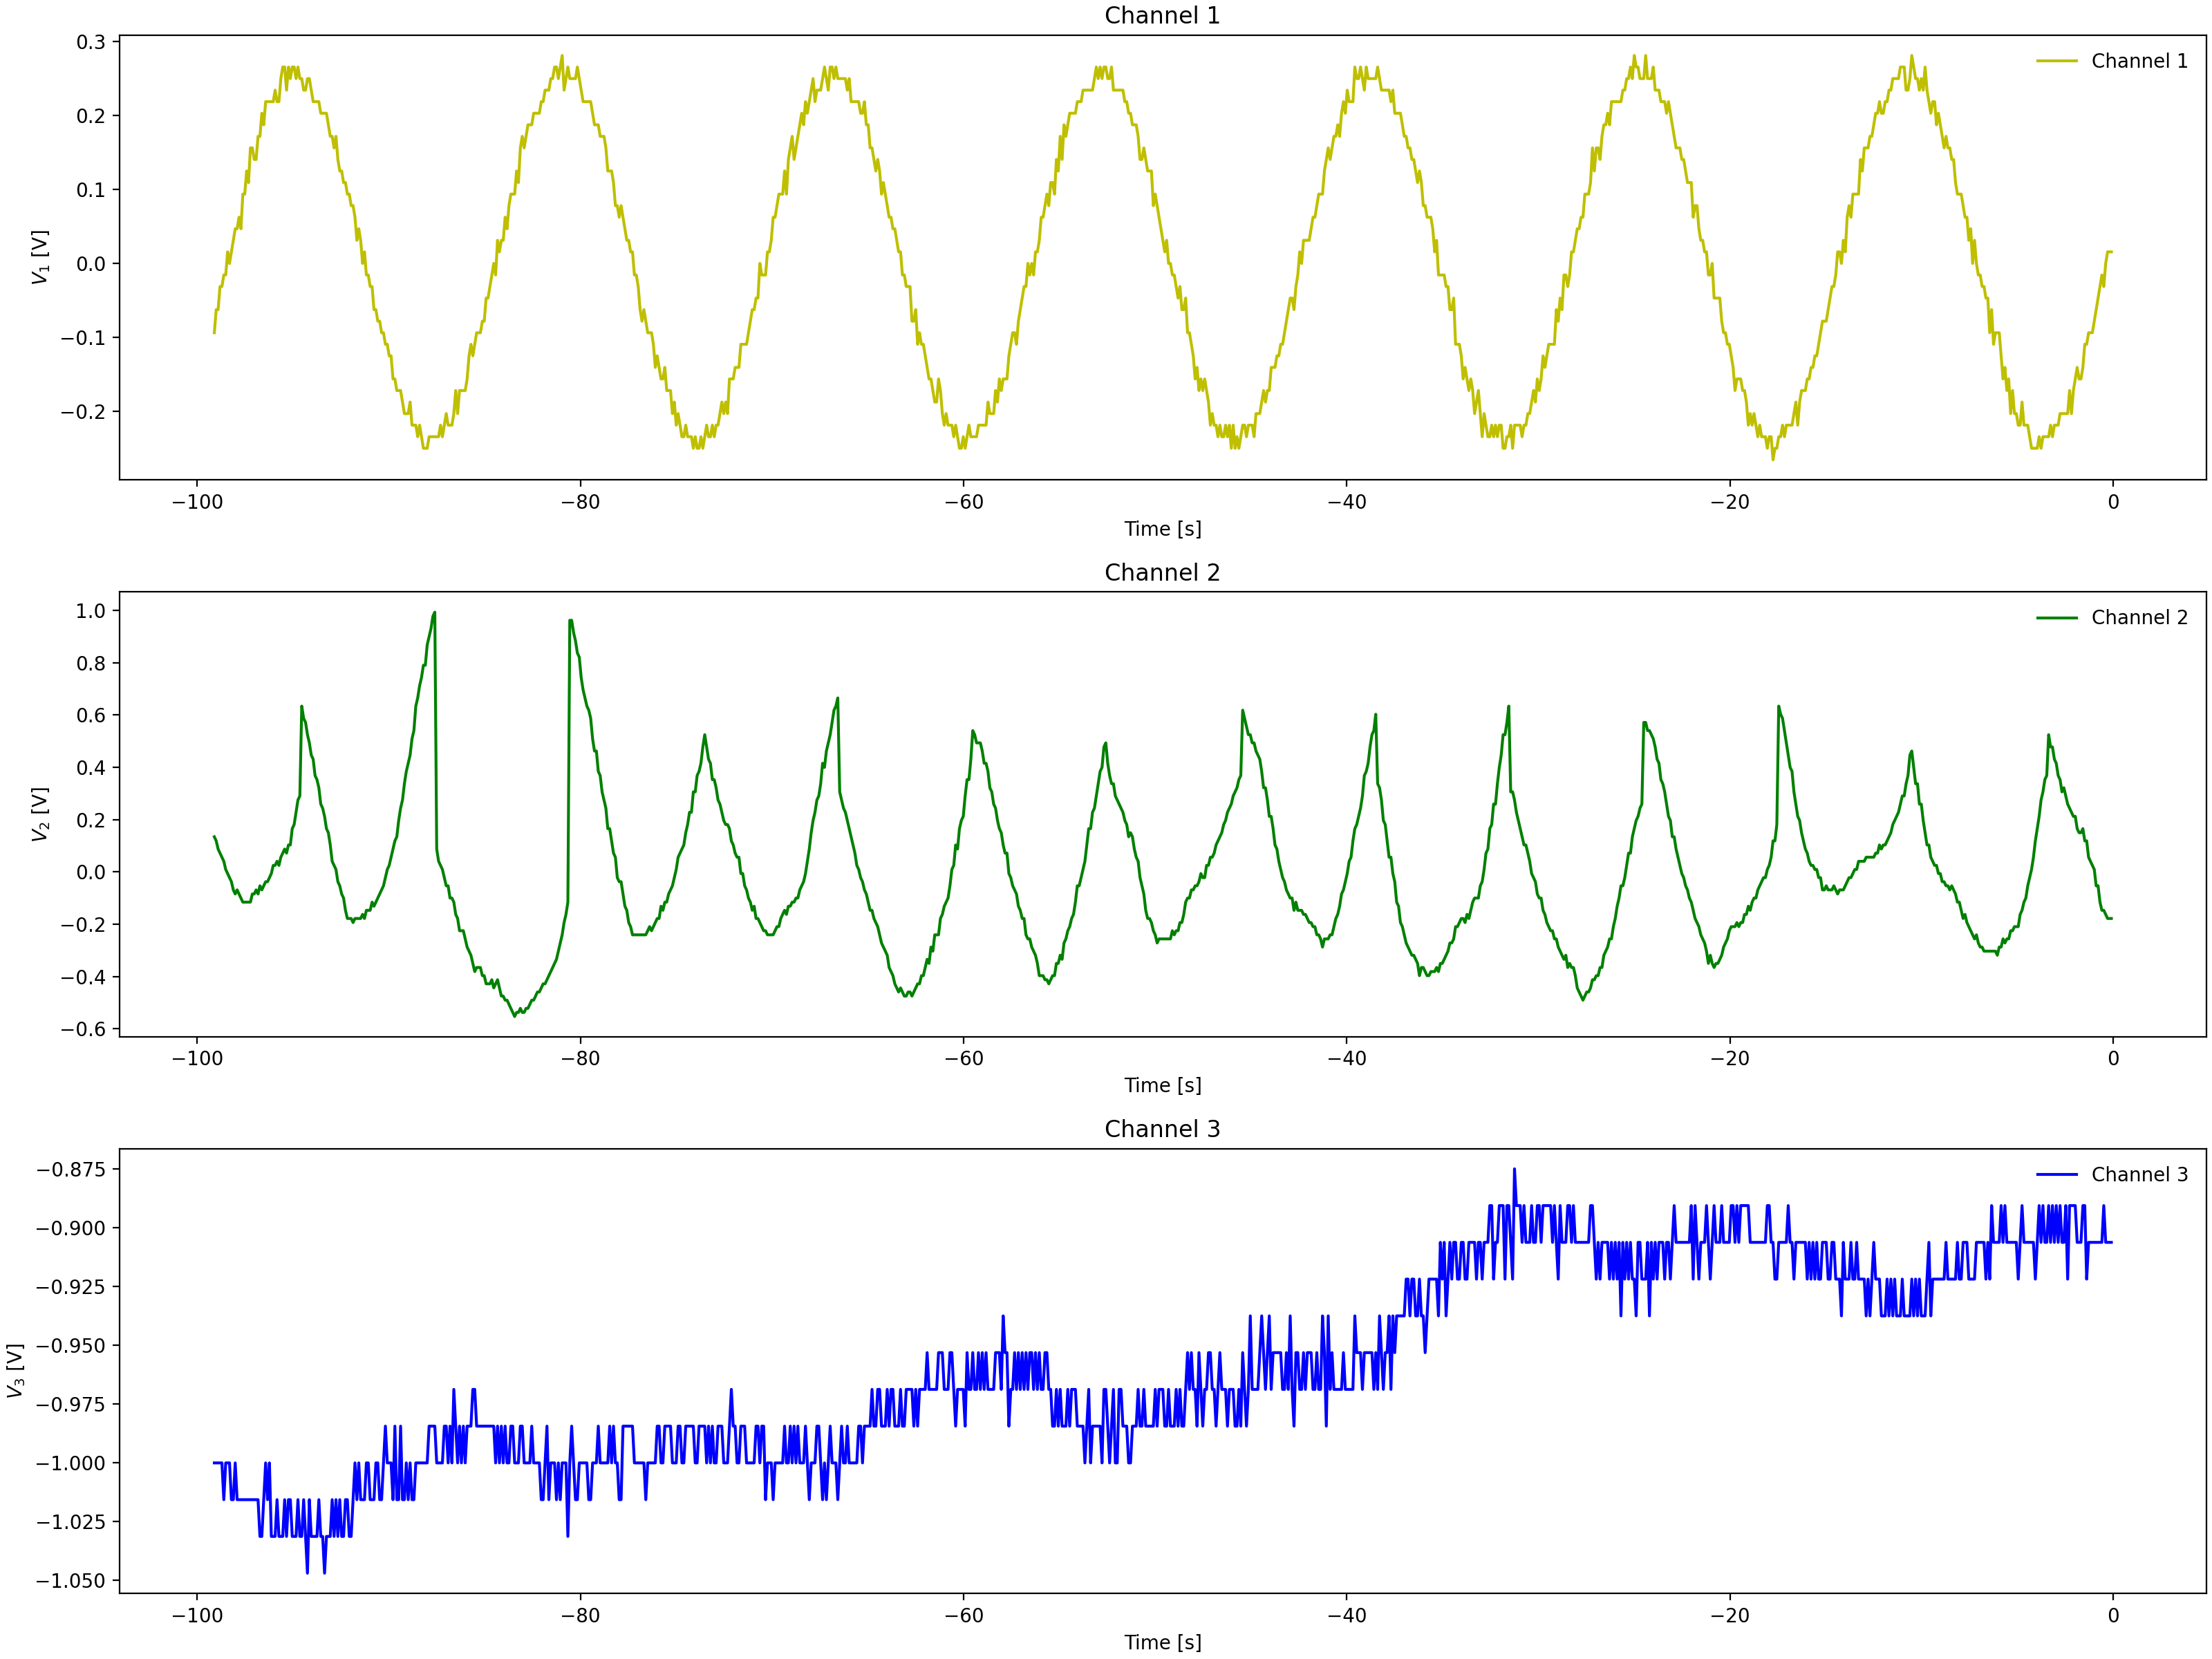 Channel 1
0.3
0.2
0.1
0.0
−0.1
−0.2
V1 [V]
Channel 1
−100 −80 −60 −40 −20 0
Time [s]
Channel 2
1.0
0.8
0.6
0.4
0.2
0.0
−0.2
−0.4
−0.6
V2 [V]
Channel 2
−100 −80 −60 −40 −20 0
Time [s]
Channel 3
−0.875
−0.900
−0.925
−0.950
−0.975
−1.000
−1.025
−1.050
V3 [V]
Channel 3
−100 −80 −60 −40 −20 0
Time [s]